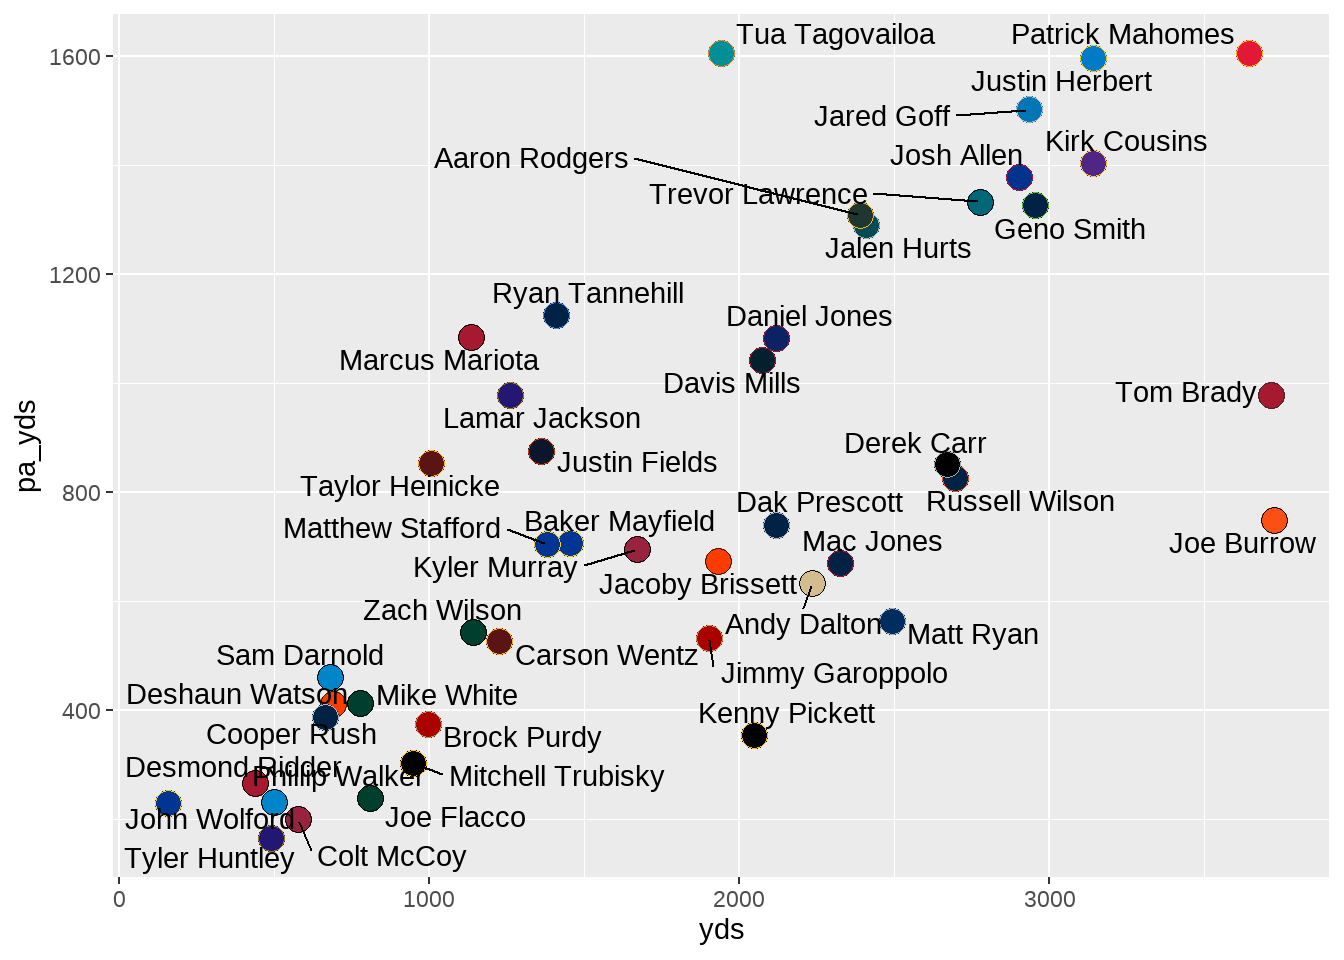 Tua Tagovailoa
Patrick Mahomes
1600
Justin Herbert
Jared Goff
Kirk Cousins
Josh Allen
Aaron Rodgers
Trevor Lawrence
Geno Smith
Jalen Hurts
1200
Ryan Tannehill
Daniel Jones
Marcus Mariota
Davis Mills
Tom Brady
Lamar Jackson
Derek Carr
pa_yds
Justin Fields
Taylor Heinicke
800
Dak Prescott
Russell Wilson
Matthew Stafford
Baker Mayfield
Mac Jones
Joe Burrow
Kyler Murray
Jacoby Brissett
Zach Wilson
Andy Dalton
Matt Ryan
Sam Darnold
Carson Wentz
Jimmy Garoppolo
Deshaun Watson
Mike White
400
Kenny Pickett
Cooper Rush
Brock Purdy
Desmond Ridder
Phillip Walker
Mitchell Trubisky
John Wolford
Joe Flacco
Tyler Huntley
Colt McCoy
0
1000
2000
3000
yds